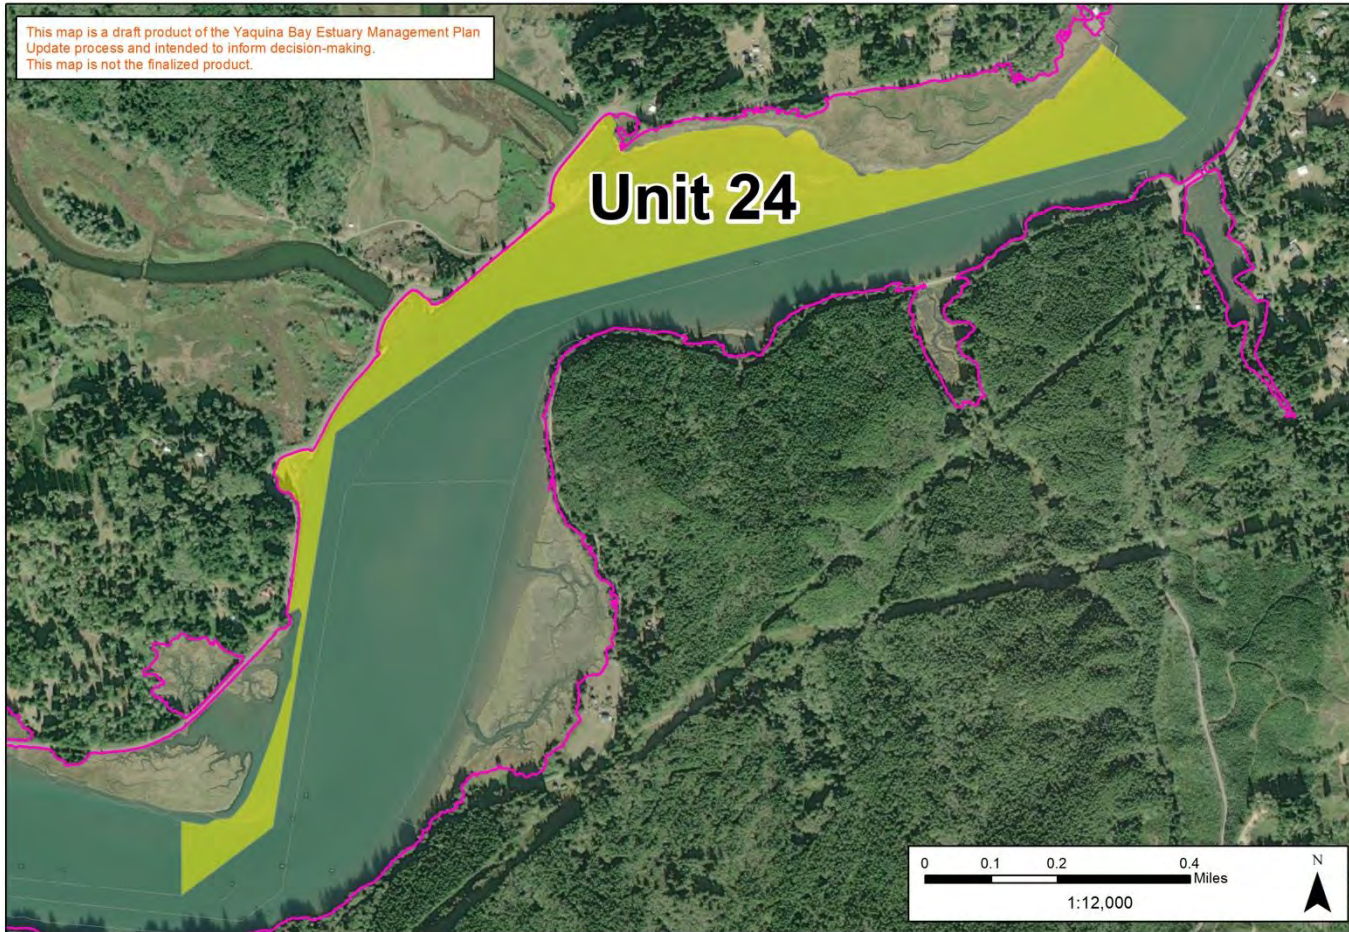 This map is a draft product of the Yaquina Bay Estuary Management Plan
Update process and intended to inform decision-making.
This map is not the finalized product.
Unit 24
0 0.1 0.2 0.4
Miles
1:12,000
N